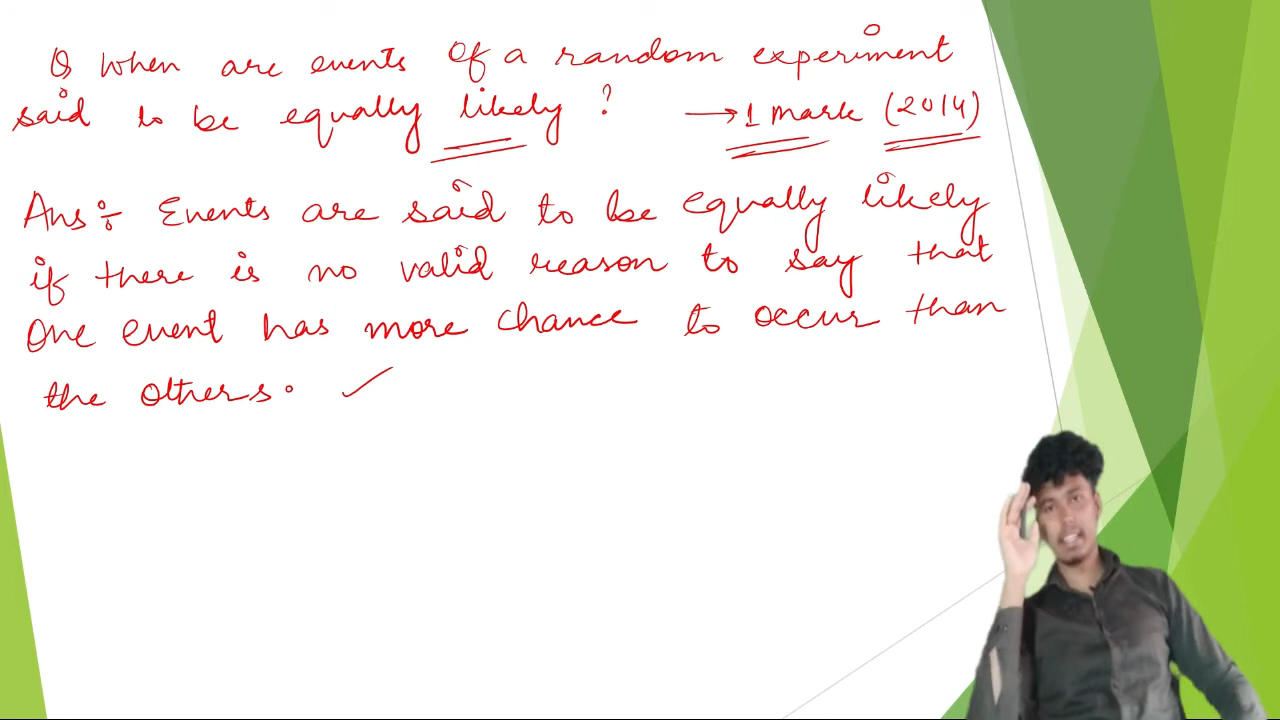 Q When are events of a random experiment
said to be equally likely ? → 1 mark (2014)
Ans÷ Events are said to be equally likely
if there is no valid reason to say that
One event has more chance to occur than
the others.